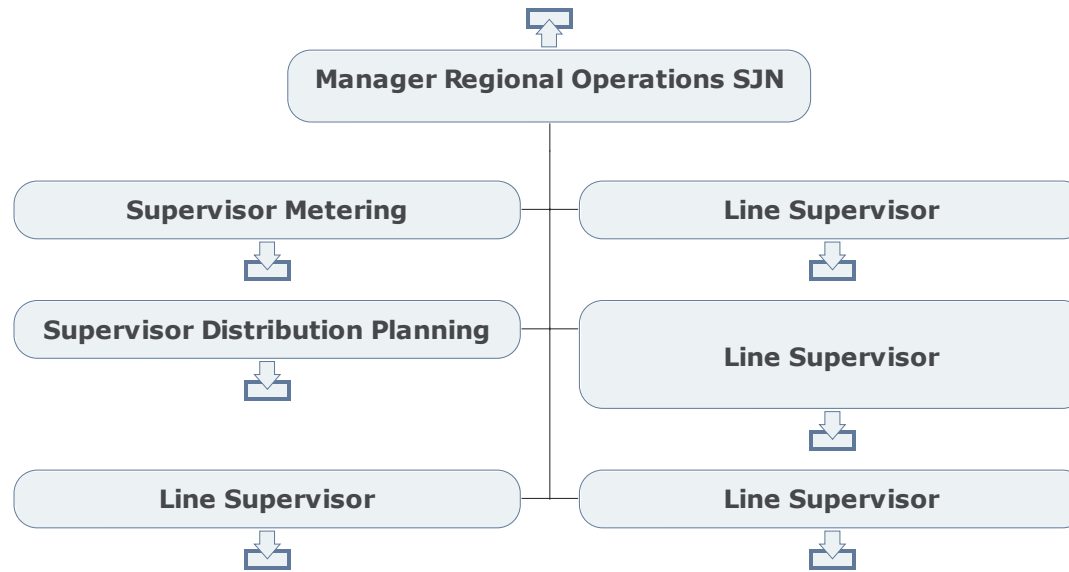 Manager Regional Operations SJN
Supervisor Metering
Line Supervisor
Supervisor Distribution Planning
Line Supervisor
Line Supervisor
Line Supervisor